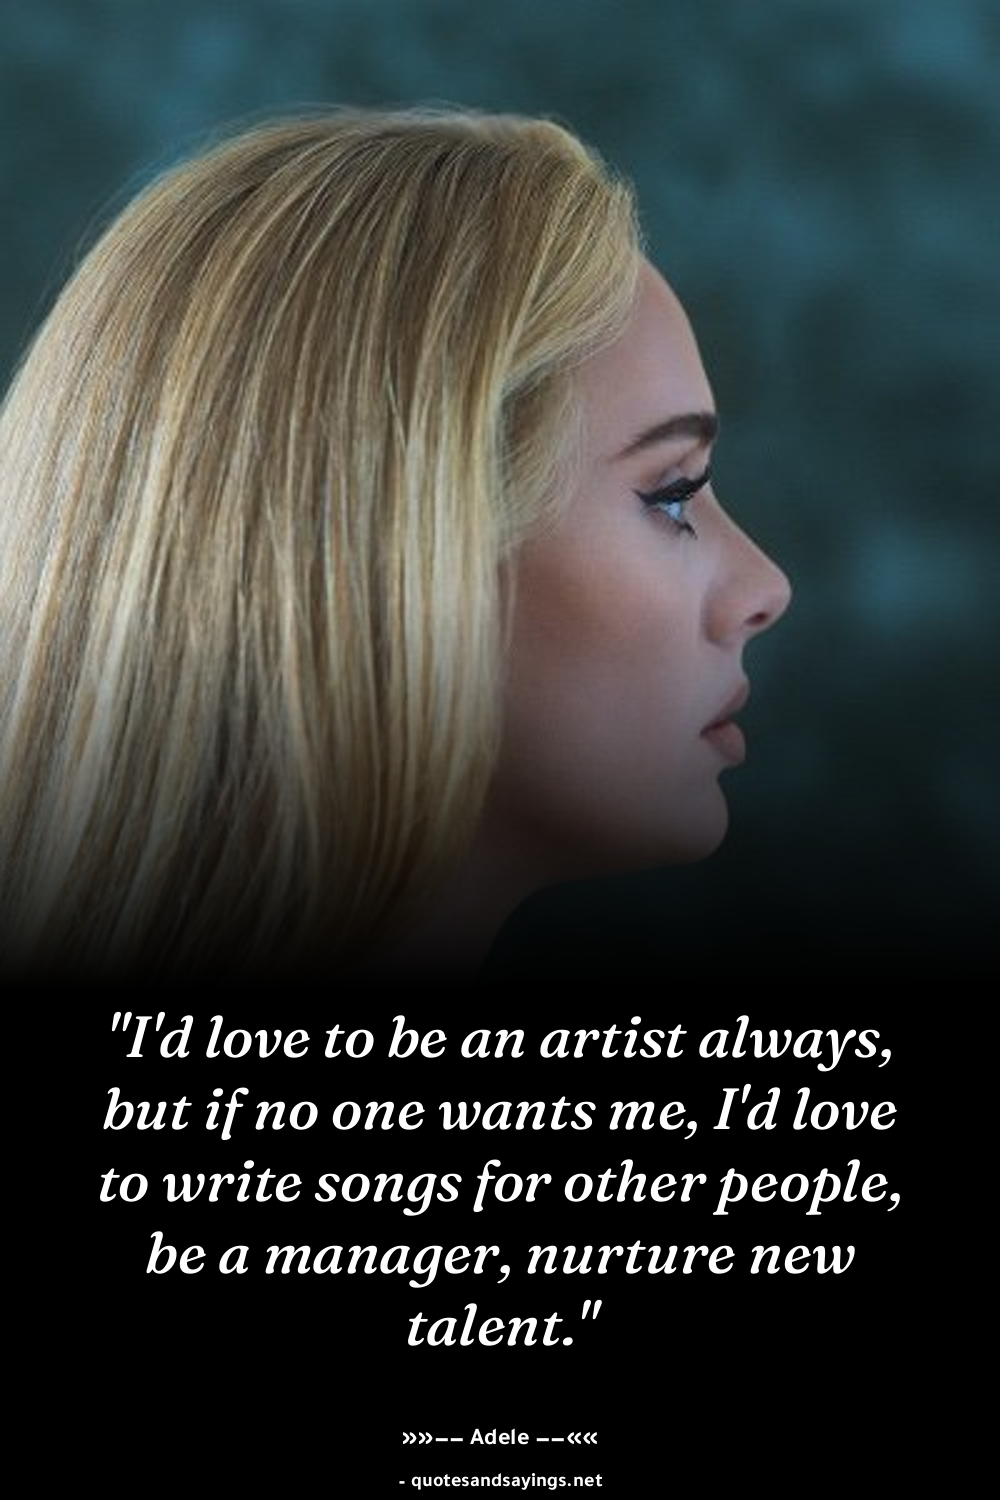 "I'd love to be an artist always,
but if no one wants me, I'd love
to write songs for other people,
be a manager, nurture new
talent."
»»–– Adele ––««
- quotesandsayings.net